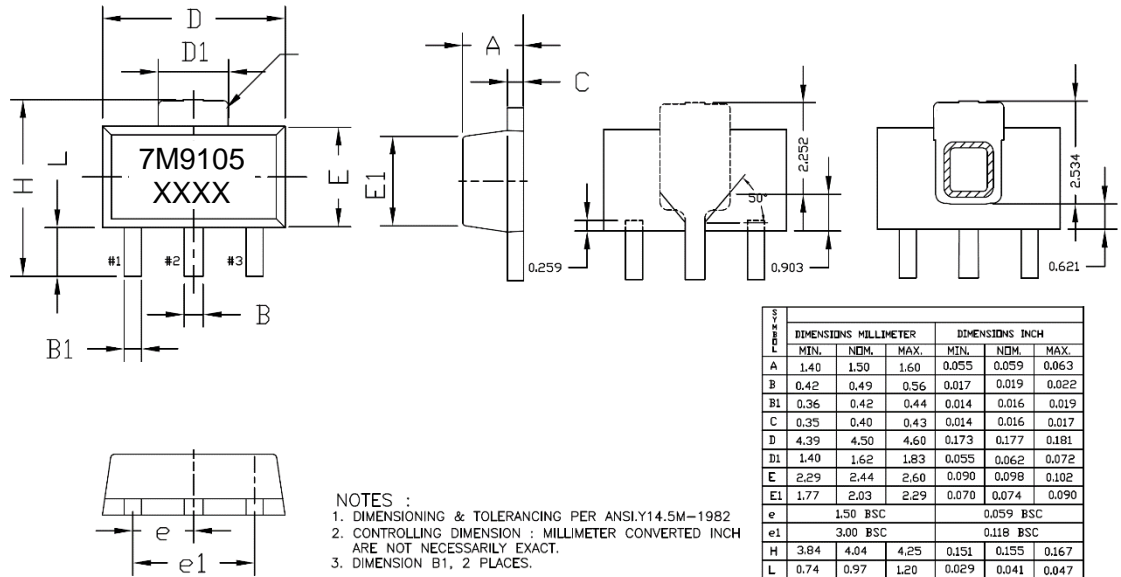 D
D1
A
C
H
L
7M9105
XXXX
E
E1
#1
#2
#3
B
B1
2.252
50°
0.259
0.903
2.534
0.621
SYMBOL
DIMENSIONS MILLIMETER DIMENSIONS INCH
MIN. NOM. MAX. MIN. NOM. MAX.
A 1.40 1.50 1.60 0.055 0.059 0.063
B 0.42 0.49 0.56 0.017 0.019 0.022
B1 0.36 0.42 0.44 0.014 0.016 0.019
C 0.35 0.40 0.43 0.014 0.016 0.017
D 4.39 4.50 4.60 0.173 0.177 0.181
D1 1.40 1.62 1.83 0.055 0.062 0.072
E 2.29 2.44 2.60 0.090 0.098 0.102
E1 1.77 2.03 2.29 0.070 0.074 0.090
e 1.50 BSC 0.059 BSC
e1 3.00 BSC 0.118 BSC
H 3.84 4.04 4.25 0.151 0.155 0.167
L 0.74 0.97 1.20 0.029 0.041 0.047
e
e1
NOTES :
1. DIMENSIONING & TOLERANCING PER ANSI.Y14.5M-1982
2. CONTROLLING DIMENSION : MILLIMETER CONVERTED INCH
ARE NOT NECESSARILY EXACT.
3. DIMENSION B1, 2 PLACES.